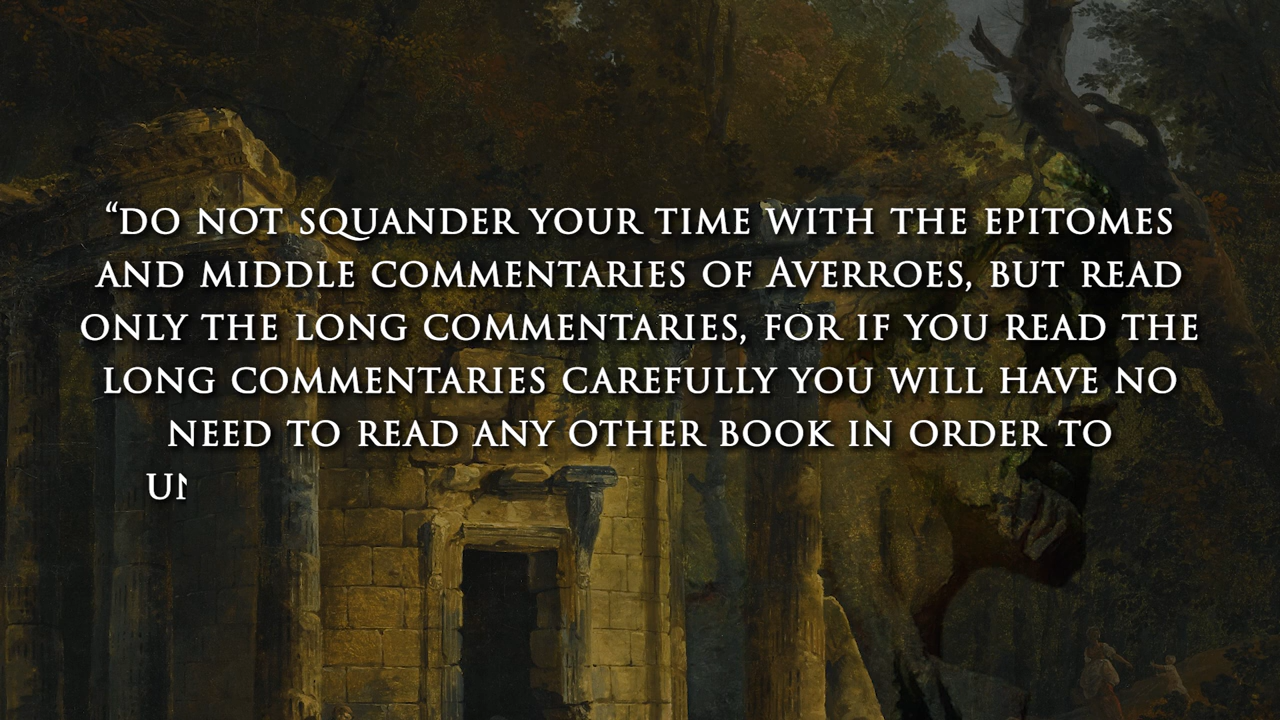 “DO NOT SQUANDER YOUR TIME WITH THE EPITOMES
AND MIDDLE COMMENTARIES OF AVERROES, BUT READ
ONLY THE LONG COMMENTARIES, FOR IF YOU READ THE
LONG COMMENTARIES CAREFULLY YOU WILL HAVE NO
NEED TO READ ANY OTHER BOOK IN ORDER TO